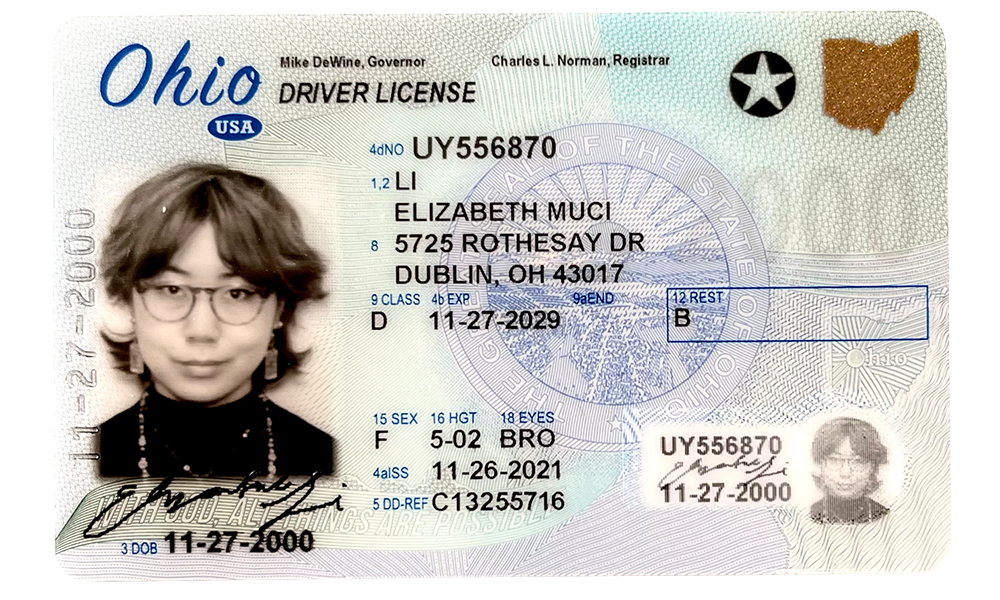 Ohio
USA
Mike DeWine, Governor Charles L. Norman, Registrar
DRIVER LICENSE
4dNO UY556870
1,2 LI
ELIZABETH MUCI
8 5725 ROTHESAY DR
DUBLIN, OH 43017
9 CLASS 4b EXP 9aEND 12 REST
D 11-27-2029 B
15 SEX 16 HGT 18 EYES
F 5-02 BRO
4aISS 11-26-2021
5 DD-REF C13255716
3 DOB 11-27-2000
11-27-2000
UY556870
11-27-2000
THE GREAT SEAL OF THE STATE OF OHIO
WITH GOD, ALL THINGS ARE POSSIBLE
Ohio